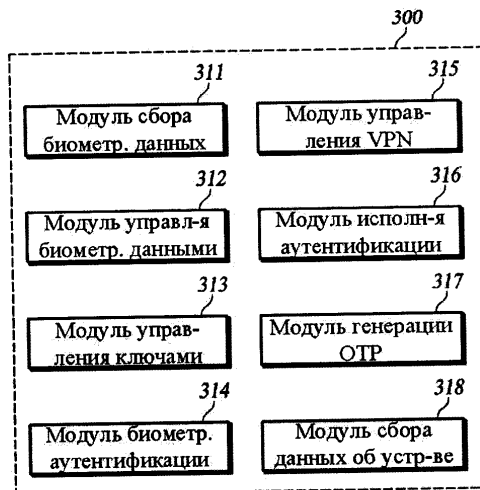 300
311
Модуль сбора
биометр. данных
315
Модуль управ-
ления VPN
312
Модуль управл-я
биометр. данными
316
Модуль исполн-я
аутентификации
313
Модуль управ-
ления ключами
317
Модуль генерации
OTP
314
Модуль биометр.
аутентификации
318
Модуль сбора
данных об устр-ве